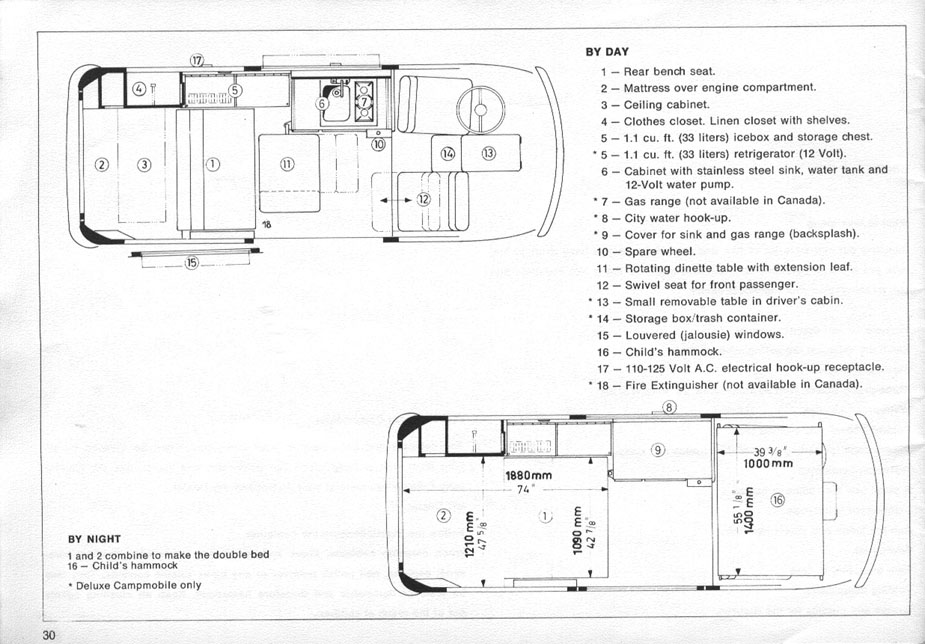 BY DAY
1 — Rear bench seat.
2 — Mattress over engine compartment.
3 — Ceiling cabinet.
4 — Clothes closet. Linen closet with shelves.
5 — 1.1 cu. ft. (33 liters) icebox and storage chest.
* 5 — 1.1 cu. ft. (33 liters) retrigerator (12 Volt).
6 — Cabinet with stainless steel sink, water tank and
12-Volt water pump.
* 7 — Gas range (not available in Canada).
* 8 — City water hook-up.
* 9 — Cover for sink and gas range (backsplash).
10 — Spare wheel.
11 — Rotating dinette table with extension leaf.
12 — Swivel seat for front passenger.
* 13 — Small removable table in driver's cabin.
* 14 — Storage box/trash container.
15 — Louvered (jalousie) windows.
16 — Child's hammock.
17 — 110-125 Volt A.C. electrical hook-up receptacle.
* 18 — Fire Extinguisher (not available in Canada).
17
4
5
6
7
10
2
3
1
11
14
13
12
18
15
8
9
39 3/8"
1000 mm
1880 mm
74"
2
1
16
1210 mm
47 5/8"
1090 mm
42 7/8"
55 1/8"
1400 mm
BY NIGHT
1 and 2 combine to make the double bed
16 — Child's hammock
* Deluxe Campmobile only
30